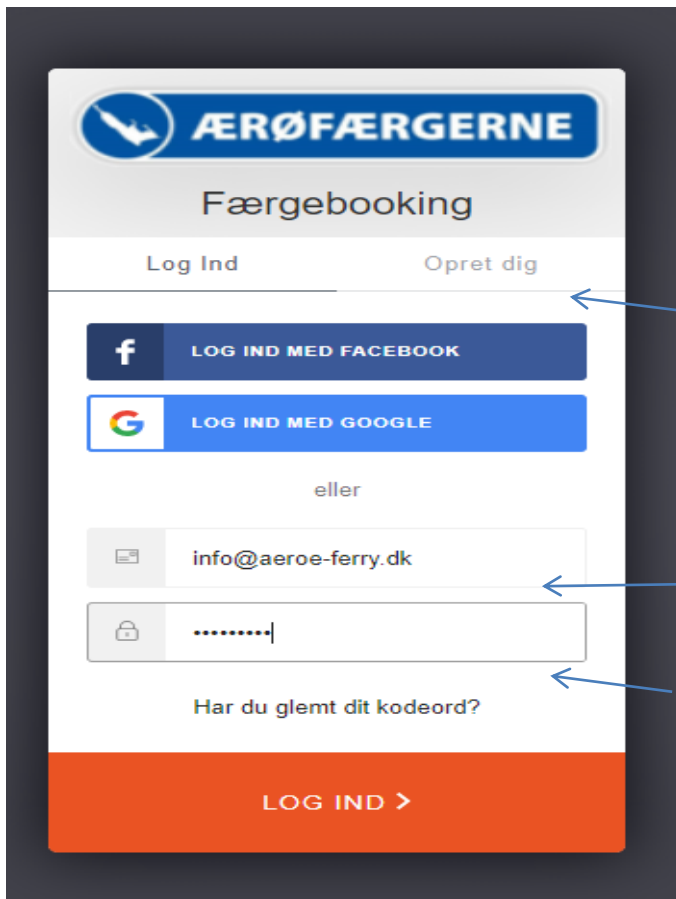 ÆRØFÆRGERNE
Færgebooking
Log Ind
Opret dig
f
LOG IND MED FACEBOOK
G
LOG IND MED GOOGLE
eller
info@aeroe-ferry.dk
•••••••••
Har du glemt dit kodeord?
LOG IND >